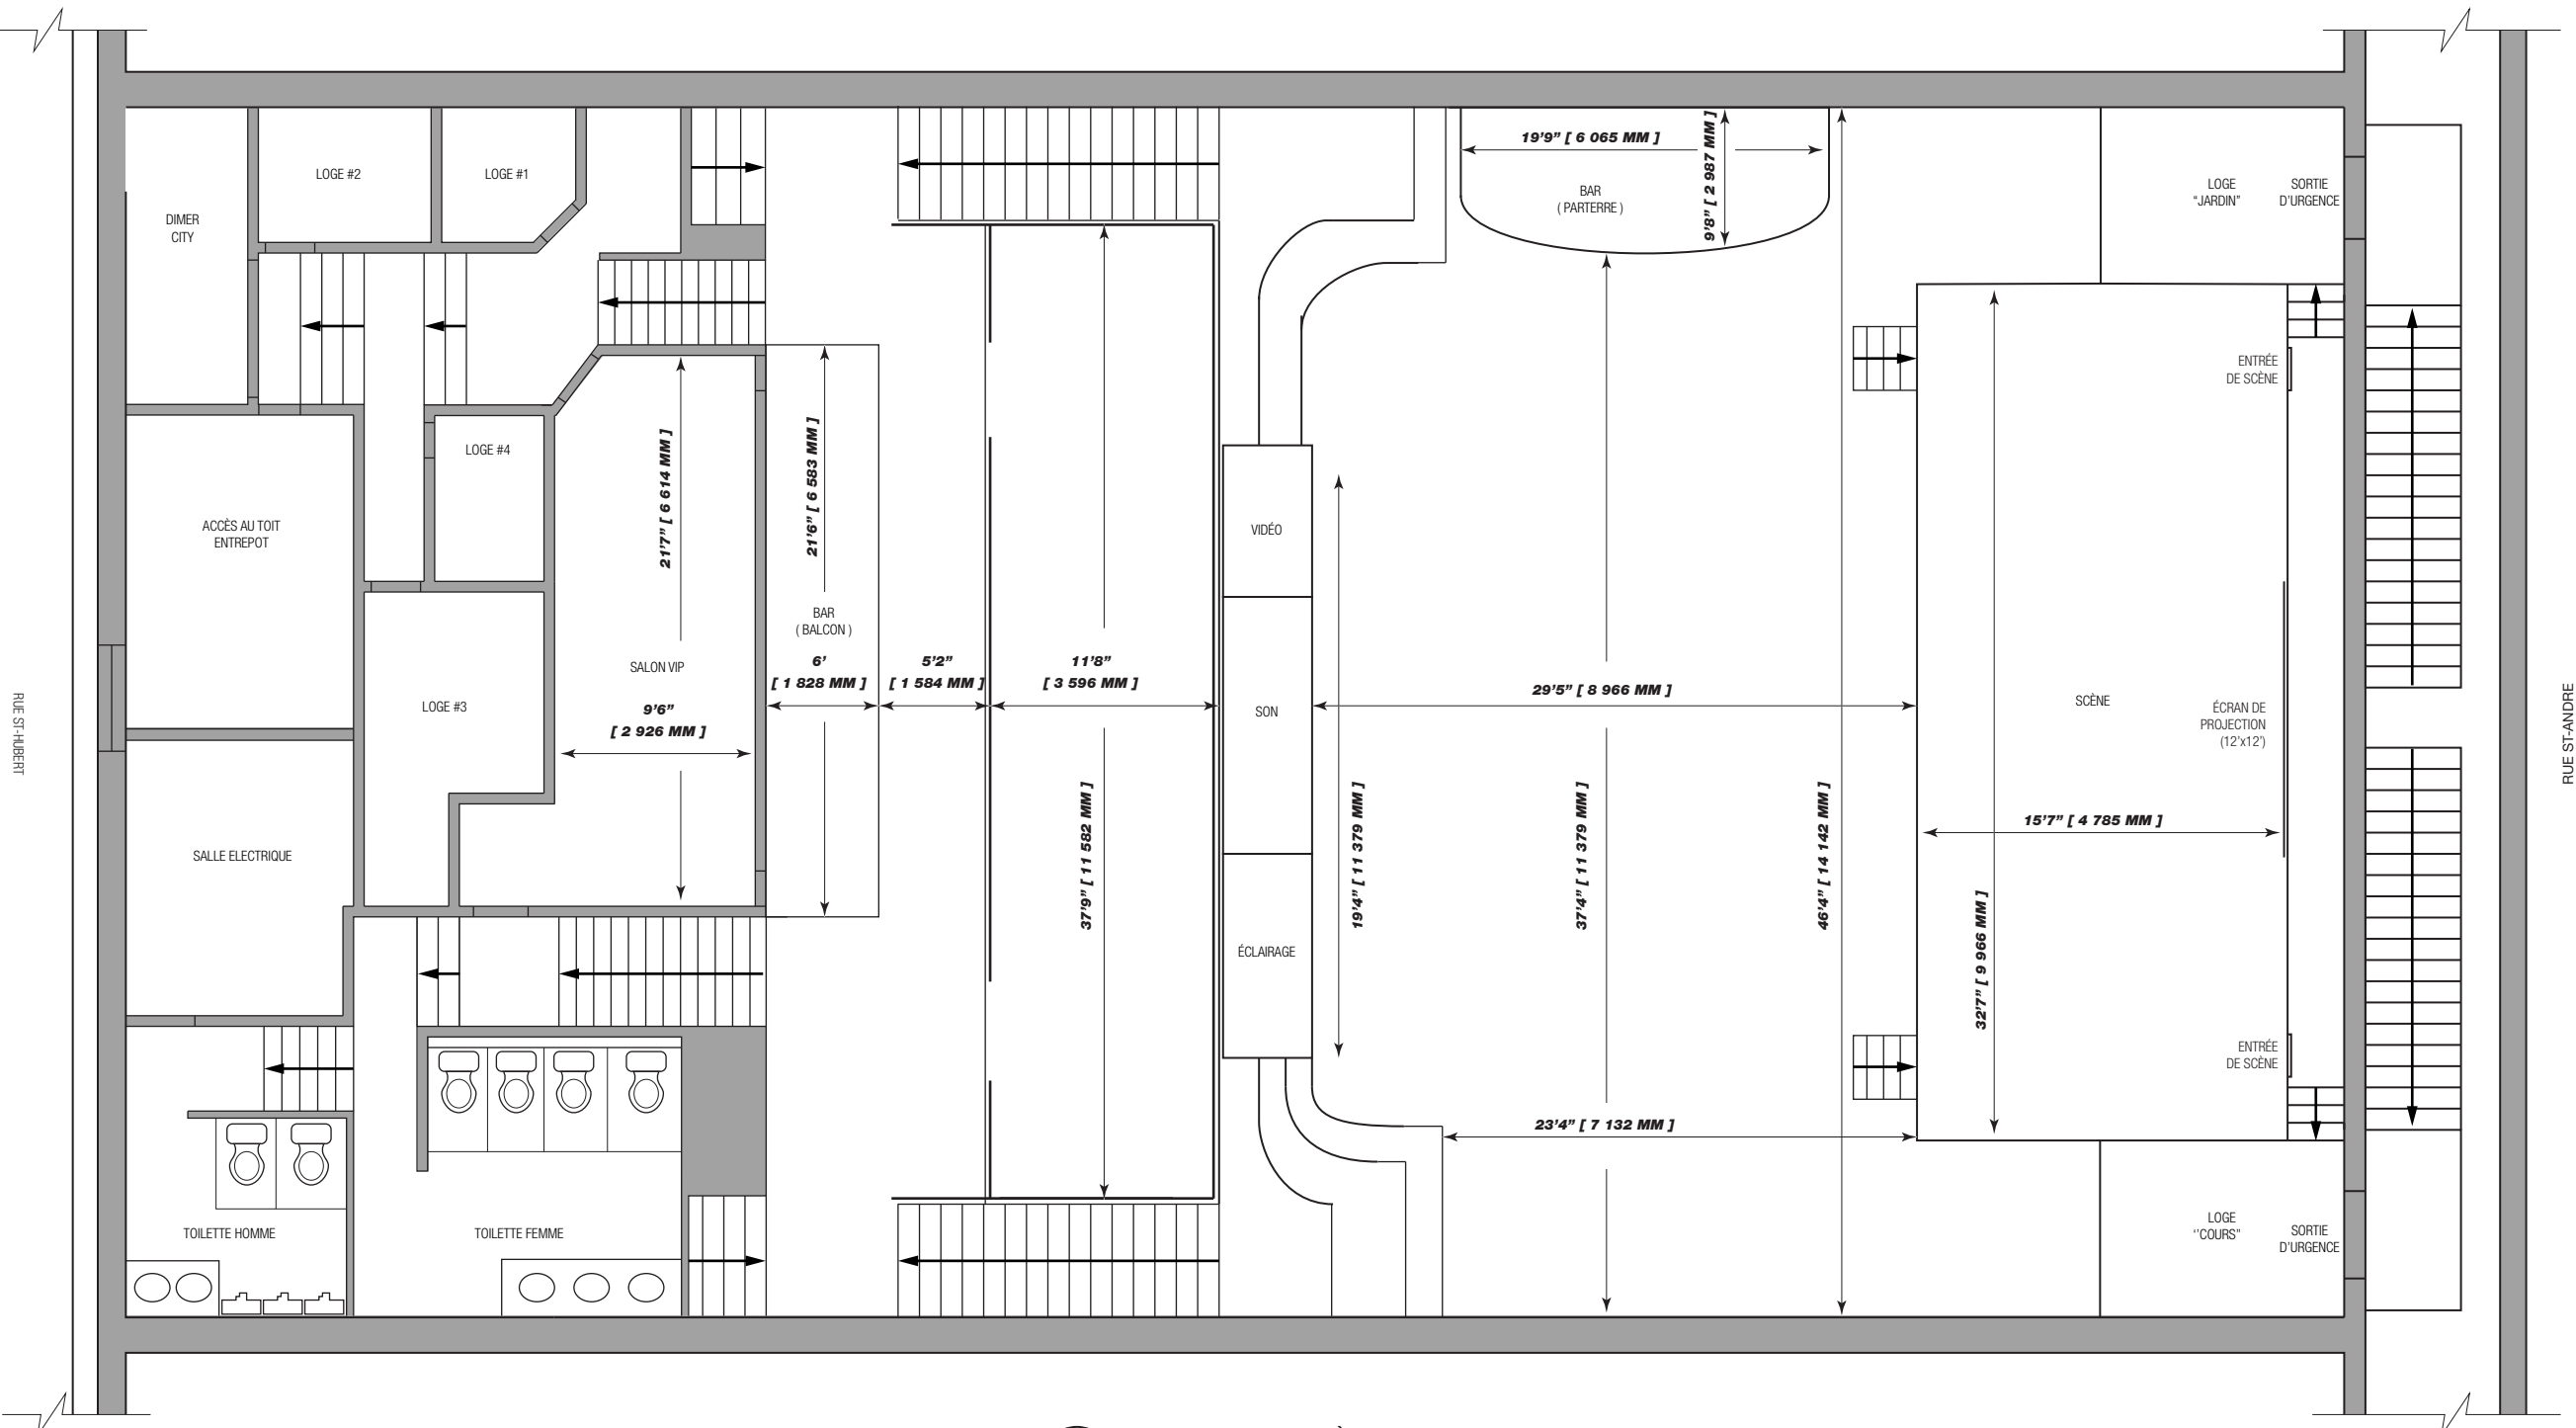 RUE ST-HUBERT
DIMER
CITY
LOGE #2
LOGE #1
ACCÈS AU TOIT
ENTREPOT
LOGE #4
SALLE ELECTRIQUE
LOGE #3
21’7” [ 6 614 MM ]
SALON VIP
9’6”
[ 2 926 MM ]
21’6” [ 6 583 MM ]
BAR
( BALCON )
6’
[ 1 828 MM ]
5’2”
[ 1 584 MM ]
11’8”
[ 3 596 MM ]
37’9” [ 11 582 MM ]
TOILETTE HOMME
TOILETTE FEMME
VIDÉO
SON
ÉCLAIRAGE
19’4” [ 11 379 MM ]
19’9” [ 6 065 MM ]
9’8” [ 2 987 MM ]
BAR
( PARTERRE )
29’5” [ 8 966 MM ]
37’4” [ 11 379 MM ]
46’4” [ 14 142 MM ]
23’4” [ 7 132 MM ]
LOGE
“JARDIN”
SORTIE
D’URGENCE
ENTRÉE
DE SCÈNE
SCÈNE
ÉCRAN DE
PROJECTION
(12’x12’)
15’7” [ 4 785 MM ]
32’7” [ 9 966 MM ]
ENTRÉE
DE SCÈNE
LOGE
‘’COURS”
SORTIE
D’URGENCE
RUE ST-ANDRE